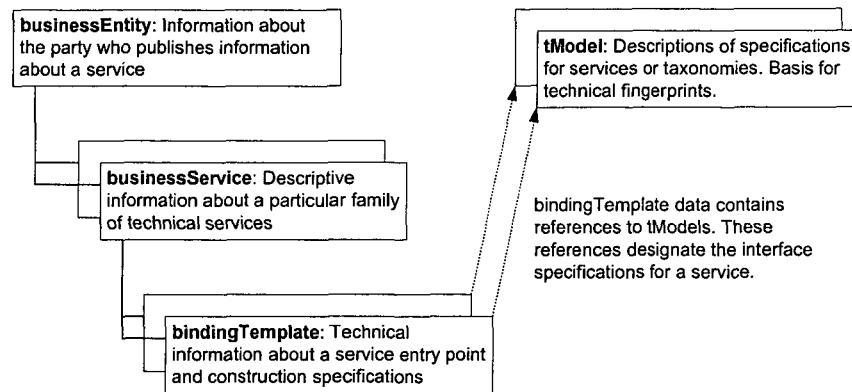 businessEntity: Information about
the party who publishes information
about a service
tModel: Descriptions of specifications
for services or taxonomies. Basis for
technical fingerprints.
businessService: Descriptive
information about a particular family
of technical services
bindingTemplate data contains
references to tModels. These
references designate the interface
specifications for a service.
bindingTemplate: Technical
information about a service entry point
and construction specifications